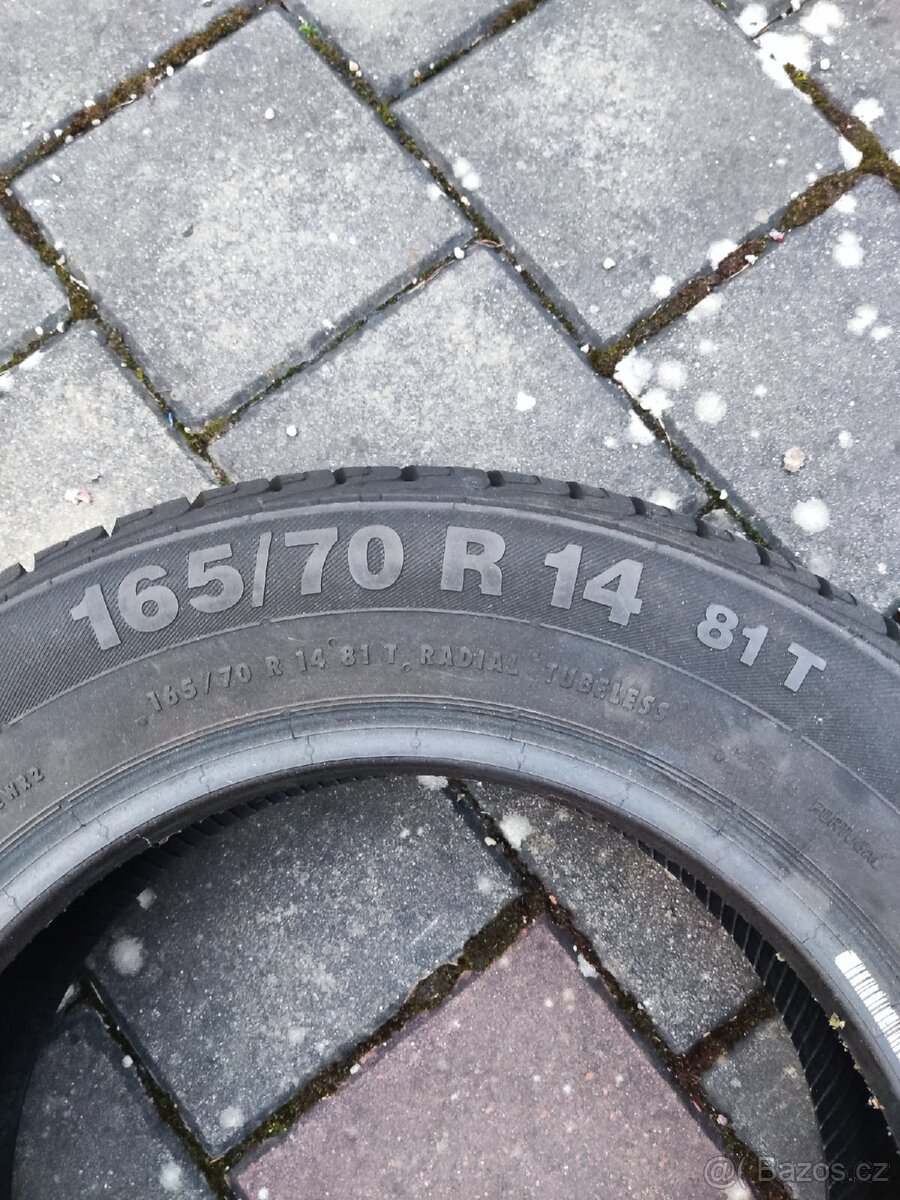 165/70 R 14 81 T
165/70 R 14 81 T RADIAL TUBELESS
PORTUGAL
@ Bazos.cz